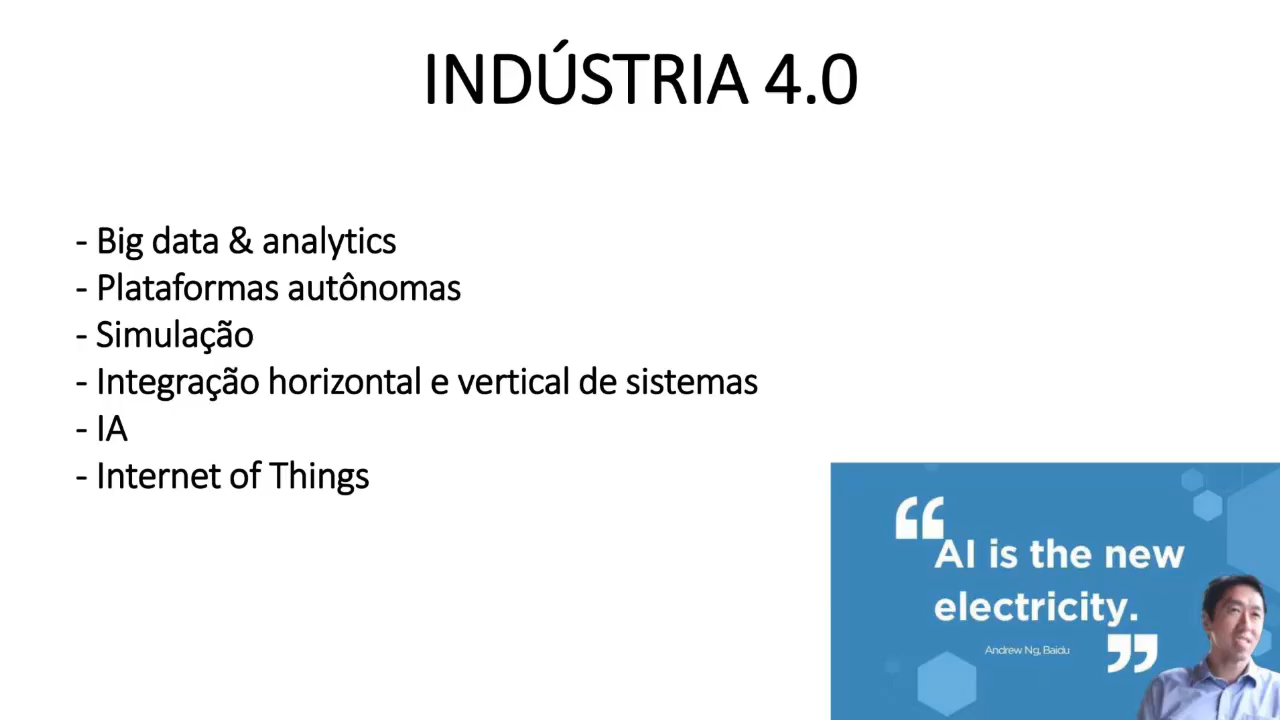 INDÚSTRIA 4.0
- Big data & analytics
- Plataformas autônomas
- Simulação
- Integração horizontal e vertical de sistemas
- IA
- Internet of Things
“AI is the new
electricity.
Andrew Ng, Baidu
”